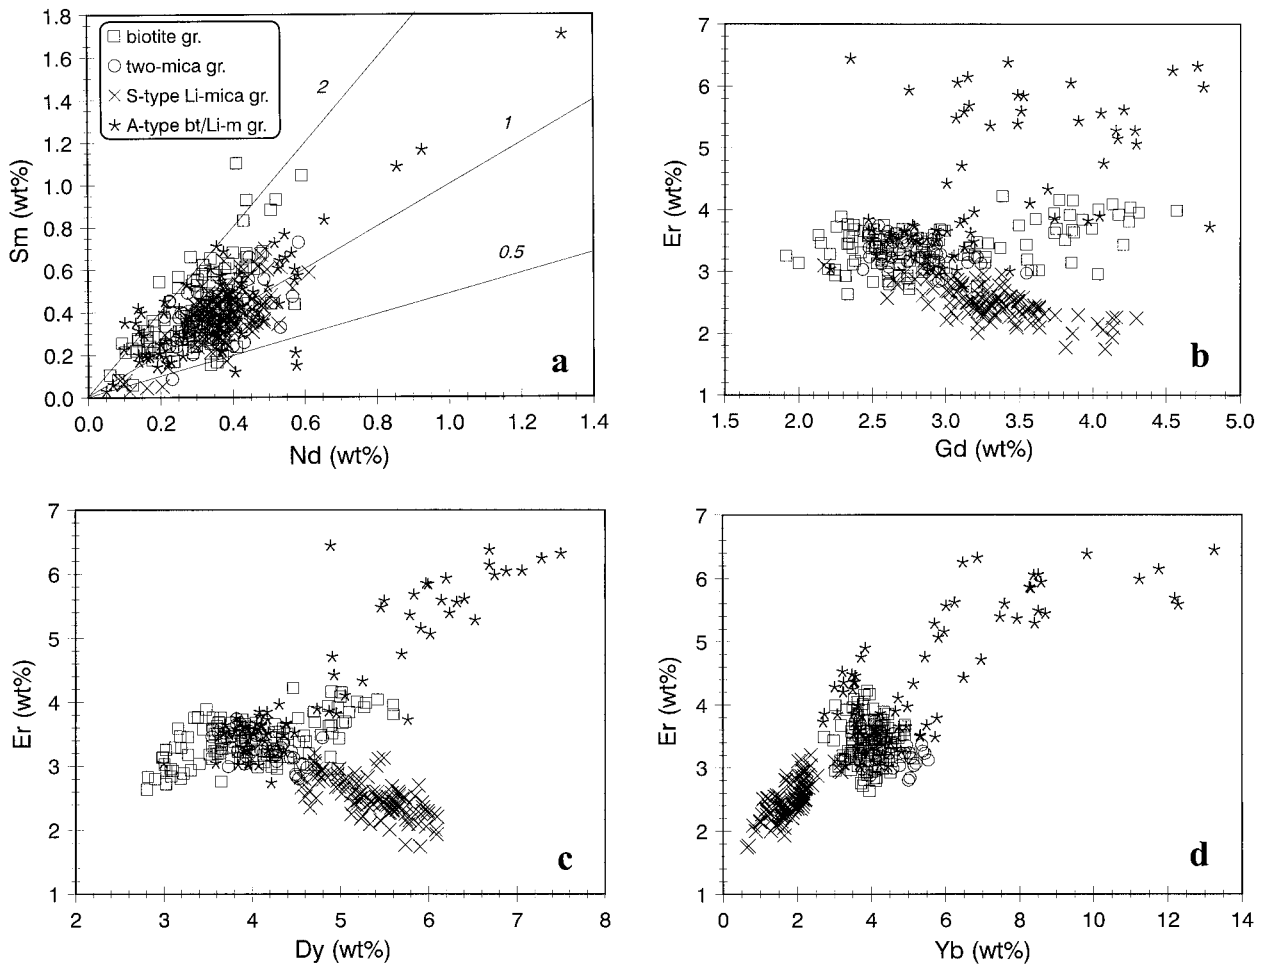 1.8
1.6
1.4
1.2
1.0
0.8
0.6
0.4
0.2
0.0
Sm (wt%)
biotite gr.
two-mica gr.
S-type Li-mica gr.
A-type bt/Li-m gr.
2
1
0.5
a
0.0 0.2 0.4 0.6 0.8 1.0 1.2 1.4
Nd (wt%)
7
6
5
4
3
2
1
Er (wt%)
b
1.5 2.0 2.5 3.0 3.5 4.0 4.5 5.0
Gd (wt%)
7
6
5
4
3
2
1
Er (wt%)
c
2 3 4 5 6 7 8
Dy (wt%)
7
6
5
4
3
2
1
Er (wt%)
d
0 2 4 6 8 10 12 14
Yb (wt%)